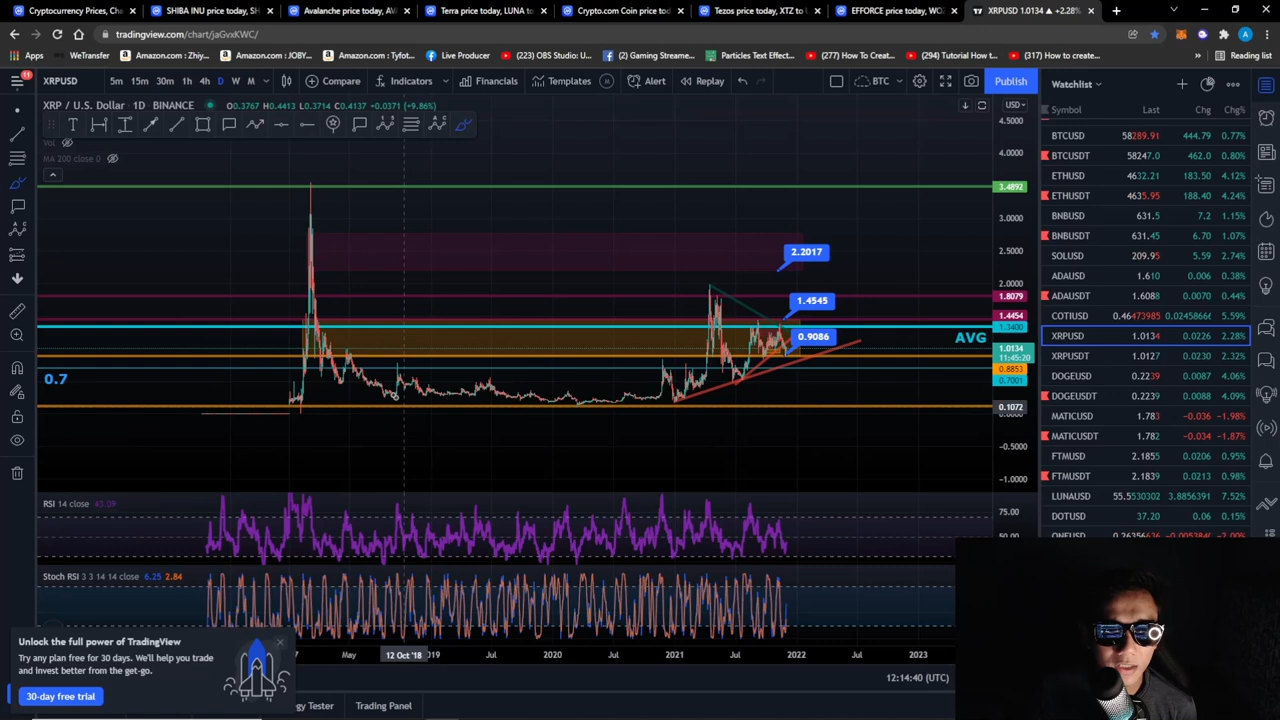 Cryptocurrency Prices, Cha
SHIBA INU price today, SH
Avalanche price today, AV
Terra price today, LUNA to
Crypto.com Coin price tod
Tezos price today, XTZ to U
EFFORCE price today, WOZ
XRPUSD 1.0134 ▲ +2.28%
tradingview.com/chart/jaGvxKWC/
Apps
WeTransfer
Amazon.com : Zhiy...
Amazon.com: JOBY...
Amazon.com : Tyfot...
Live Producer
(223) OBS Studio: U...
(2) Gaming Streame...
Particles Text Effect...
(277) How To Creat...
(294) Tutorial How t...
(317) How to create...
Reading list
11
XRPUSD
5m 15m 30m 1h 4h D W M
Compare
Indicators
Financials
Templates
Alert
Replay
BTC
Publish
XRP / U.S. Dollar · 1D · BINANCE
O0.3767 H0.4413 L0.3714 C0.4137 +0.0371 (+9.86%)
USD
Vol
MA 200 close 0
4.5000
4.0000
3.4892
3.0000
2.5000
2.2017
2.0000
1.8079
1.4545
1.4454
1.3400
AVG
0.9086
1.0134
11:45:20
0.8853
0.7
0.7001
0.1072
-0.5000
-1.0000
RSI 14 close 43.09
75.00
Stoch RSI 3 3 14 14 close 6.25 2.84
May
12 Oct '18
Jul
2020
Jul
2021
Jul
2022
2023
12:14:40 (UTC)
Unlock the full power of TradingView
Try any plan free for 30 days. We'll help you trade
and invest better from the get-go.
30-day free trial
Trading Panel
Watchlist
Symbol Last Chg Chg%
BTCUSD 58289.91 444.79 0.77%
BTCUSDT 58247.0 462.0 0.80%
ETHUSD 4632.21 183.50 4.12%
ETHUSDT 4635.95 188.40 4.24%
BNBUSD 631.5 7.2 1.15%
BNBUSDT 631.45 6.70 1.07%
SOLUSD 209.95 5.59 2.74%
ADAUSD 1.610 0.006 0.38%
ADAUSDT 1.6088 0.0070 0.44%
COTIUSD 0.46473985 0.0245866 5.59%
XRPUSD 1.0134 0.0226 2.28%
XRPUSDT 1.0127 0.0230 2.32%
DOGEUSD 0.2239 0.0087 4.06%
DOGEUSDT 0.2239 0.0088 4.09%
MATICUSD 1.783 -0.036 -1.98%
MATICUSDT 1.782 -0.034 -1.87%
FTMUSD 2.1855 0.0206 0.95%
FTMUSDT 2.1839 0.0213 0.98%
LUNAUSD 55.5530302 3.8856391 7.52%
DOTUSD 37.20 0.06 0.15%